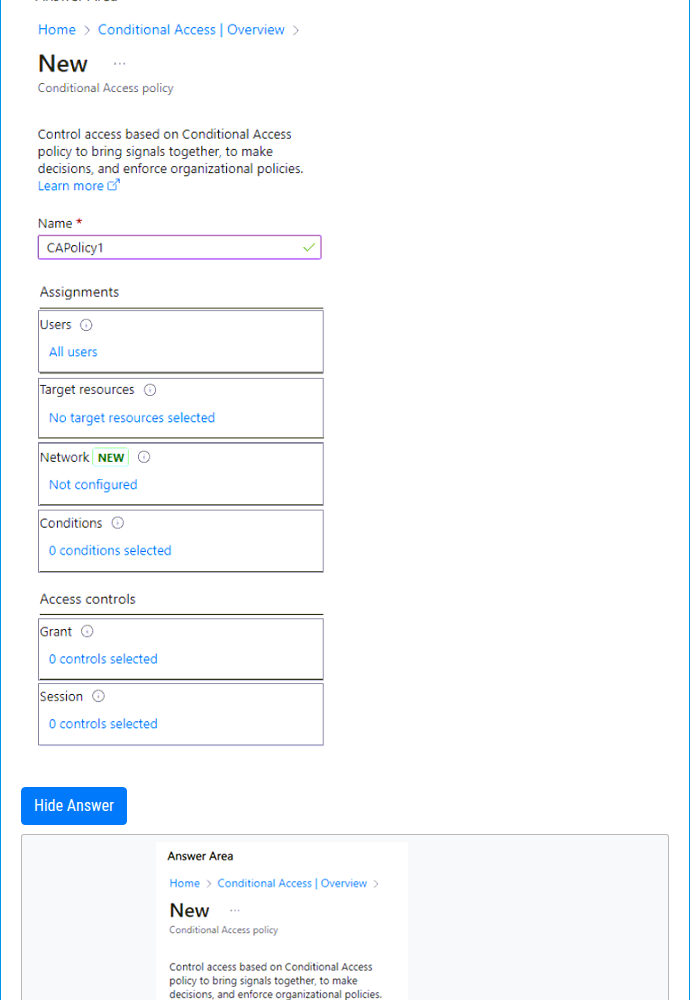 Answer Area
Home > Conditional Access | Overview >
New ...
Conditional Access policy
Control access based on Conditional Access
policy to bring signals together, to make
decisions, and enforce organizational policies.
Learn more
Name *
CAPolicy1
Assignments
Users
All users
Target resources
No target resources selected
Network NEW
Not configured
Conditions
0 conditions selected
Access controls
Grant
0 controls selected
Session
0 controls selected
Hide Answer
Answer Area
Home > Conditional Access | Overview >
New ...
Conditional Access policy
Control access based on Conditional Access
policy to bring signals together, to make
decisions, and enforce organizational policies.